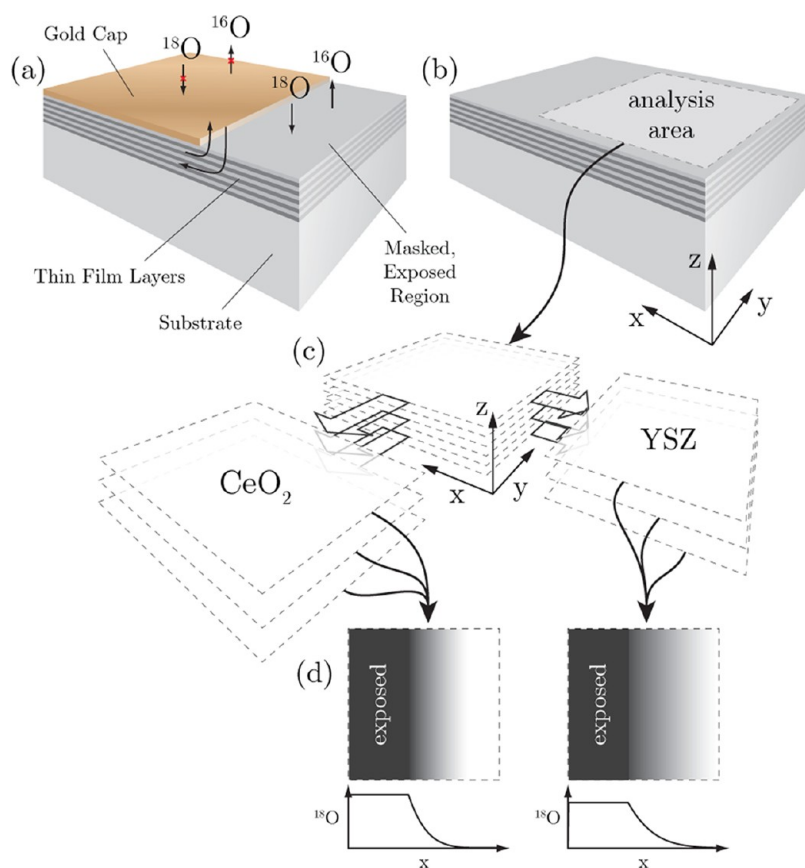 (a)
Gold Cap
¹⁸O
¹⁶O
¹⁸O
¹⁶O
Thin Film Layers
Substrate
Masked,
Exposed
Region
(b)
analysis
area
z
x
y
(c)
CeO₂
z
x
y
YSZ
(d)
exposed
exposed
¹⁸O
x
¹⁸O
x